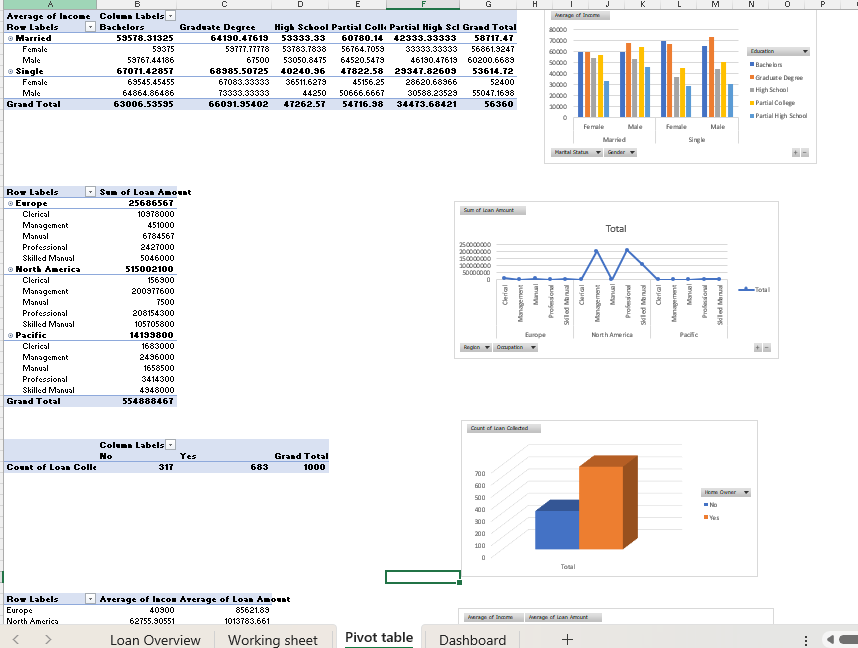 A B C D E F G H I J K L M N O P
Average of Income Column Labels
Row Labels Bachelors Graduate Degree High School Partial Colle Partial High Scl Grand Total
Married 59578.31325 64190.47619 53333.33 60780.14 42333.33333 58717.47
Female 59375 59777.77778 53783.7838 56764.7059 33333.33333 56861.9247
Male 59767.44186 67500 53050.8475 64520.5479 46190.47619 60200.6689
Single 67071.42857 68985.50725 40240.96 47822.58 29347.82609 53614.72
Female 69545.45455 67083.33333 36511.6279 45156.25 28620.68966 52400
Male 64864.86486 73333.33333 44250 50666.6667 30588.23529 55047.1698
Grand Total 63006.53595 66091.95402 47262.57 54716.98 34473.68421 56360
Average of Income
80000
70000
60000
50000
40000
30000
20000
10000
0
Female Male Female Male
Married Single
Education
Bachelors
Graduate Degree
High School
Partial College
Partial High School
Marital Status Gender
Row Labels Sum of Loan Amount
Europe 25686567
Clerical 10978000
Management 451000
Manual 6784567
Professional 2427000
Skilled Manual 5046000
North America 515002100
Clerical 156900
Management 200977600
Manual 7500
Professional 208154300
Skilled Manual 105705800
Pacific 14199800
Clerical 1683000
Management 2496000
Manual 1658500
Professional 3414300
Skilled Manual 4948000
Grand Total 554888467
Sum of Loan Amount
Total
250000000
200000000
150000000
100000000
50000000
0
Clerical Management Manual Professional Skilled Manual Clerical Management Manual Professional Skilled Manual Clerical Management Manual Professional Skilled Manual
Europe North America Pacific
Total
Region Occupation
Column Labels
No Yes Grand Total
Count of Loan Colle 317 683 1000
Count of Loan Collected
700
600
500
400
300
200
100
0
Total
Home Owner
No
Yes
Row Labels Average of Incon Average of Loan Amount
Europe 40900 85621.89
North America 62755.90551 1013783.661
Average of Income Average of Loan Amount
Loan Overview Working sheet Pivot table Dashboard +